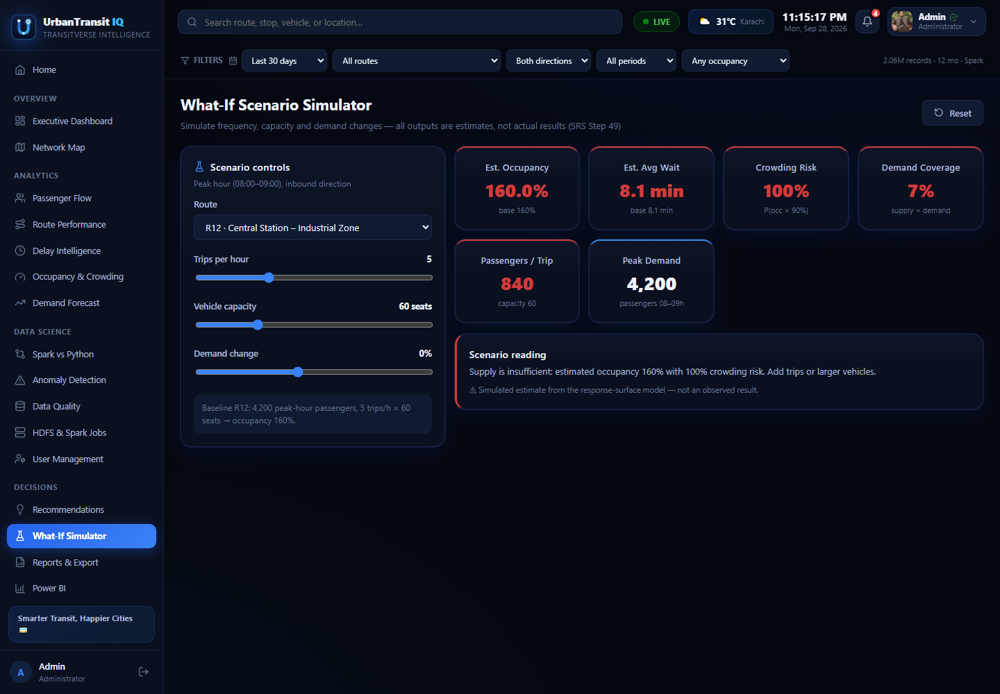 UrbanTransit IQ
TRANSITVERSE INTELLIGENCE
Home
OVERVIEW
Executive Dashboard
Network Map
ANALYTICS
Passenger Flow
Route Performance
Delay Intelligence
Occupancy & Crowding
Demand Forecast
DATA SCIENCE
Spark vs Python
Anomaly Detection
Data Quality
HDFS & Spark Jobs
User Management
DECISIONS
Recommendations
What-If Simulator
Reports & Export
Power BI
Smarter Transit, Happier Cities
A
Admin
Administrator
Search route, stop, vehicle, or location...
LIVE
31°C Karachi
11:15:17 PM
Mon, Sep 28, 2026
4
Admin
Administrator
FILTERS
Last 30 days
All routes
Both directions
All periods
Any occupancy
2.06M records · 12 mo · Spark
What-If Scenario Simulator
Simulate frequency, capacity and demand changes — all outputs are estimates, not actual results (SRS Step 49)
Reset
Scenario controls
Peak hour (08:00–09:00), inbound direction
Route
R12 · Central Station – Industrial Zone
Trips per hour 5
Vehicle capacity 60 seats
Demand change 0%
Baseline R12: 4,200 peak-hour passengers, 5 trips/h × 60
seats → occupancy 160%.
Est. Occupancy
160.0%
base 160%
Est. Avg Wait
8.1 min
base 8.1 min
Crowding Risk
100%
P(occ > 90%)
Demand Coverage
7%
supply ÷ demand
Passengers / Trip
840
capacity 60
Peak Demand
4,200
passengers 08–09h
Scenario reading
Supply is insufficient: estimated occupancy 160% with 100% crowding risk. Add trips or larger vehicles.
⚠ Simulated estimate from the response-surface model — not an observed result.